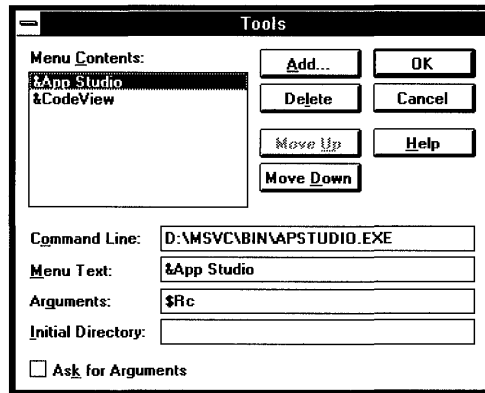 Tools
Menu Contents:
&App Studio
&CodeView
Add...
OK
Delete
Cancel
Move Up
Help
Move Down
Command Line: D:\MSVC\BIN\APSTUDIO.EXE
Menu Text: &App Studio
Arguments: $Rc
Initial Directory:
Ask for Arguments